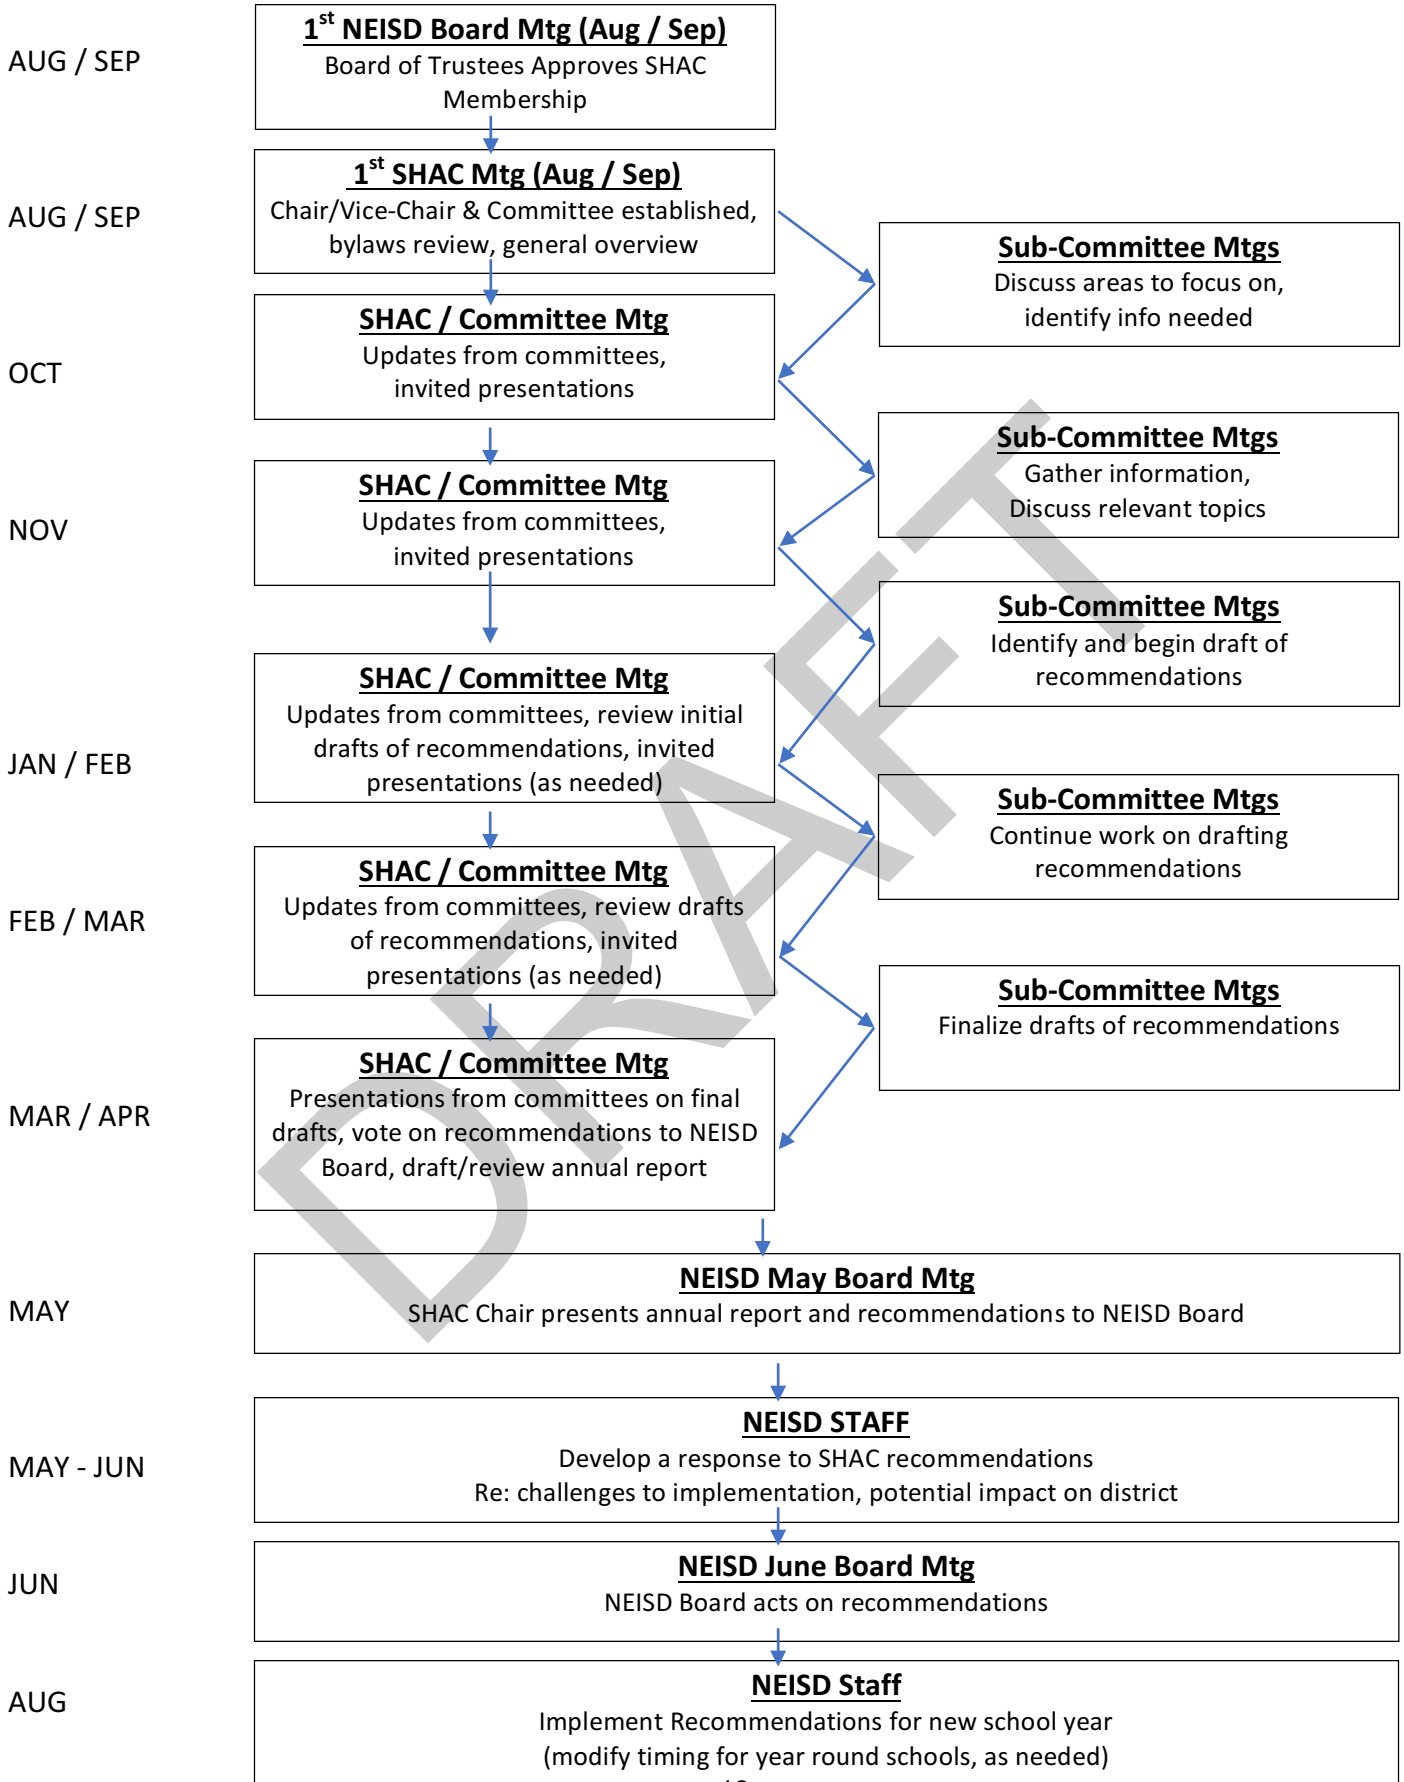 AUG / SEP
1st NEISD Board Mtg (Aug / Sep)
Board of Trustees Approves SHAC
Membership
AUG / SEP
1st SHAC Mtg (Aug / Sep)
Chair/Vice-Chair & Committee established,
bylaws review, general overview
Sub-Committee Mtgs
Discuss areas to focus on,
identify info needed
OCT
SHAC / Committee Mtg
Updates from committees,
invited presentations
Sub-Committee Mtgs
Gather information,
Discuss relevant topics
NOV
SHAC / Committee Mtg
Updates from committees,
invited presentations
Sub-Committee Mtgs
Identify and begin draft of
recommendations
JAN / FEB
SHAC / Committee Mtg
Updates from committees, review initial
drafts of recommendations, invited
presentations (as needed)
Sub-Committee Mtgs
Continue work on drafting
recommendations
FEB / MAR
SHAC / Committee Mtg
Updates from committees, review drafts
of recommendations, invited
presentations (as needed)
Sub-Committee Mtgs
Finalize drafts of recommendations
MAR / APR
SHAC / Committee Mtg
Presentations from committees on final
drafts, vote on recommendations to NEISD
Board, draft/review annual report
MAY
NEISD May Board Mtg
SHAC Chair presents annual report and recommendations to NEISD Board
MAY - JUN
NEISD STAFF
Develop a response to SHAC recommendations
Re: challenges to implementation, potential impact on district
JUN
NEISD June Board Mtg
NEISD Board acts on recommendations
AUG
NEISD Staff
Implement Recommendations for new school year
(modify timing for year round schools, as needed)
DRAFT